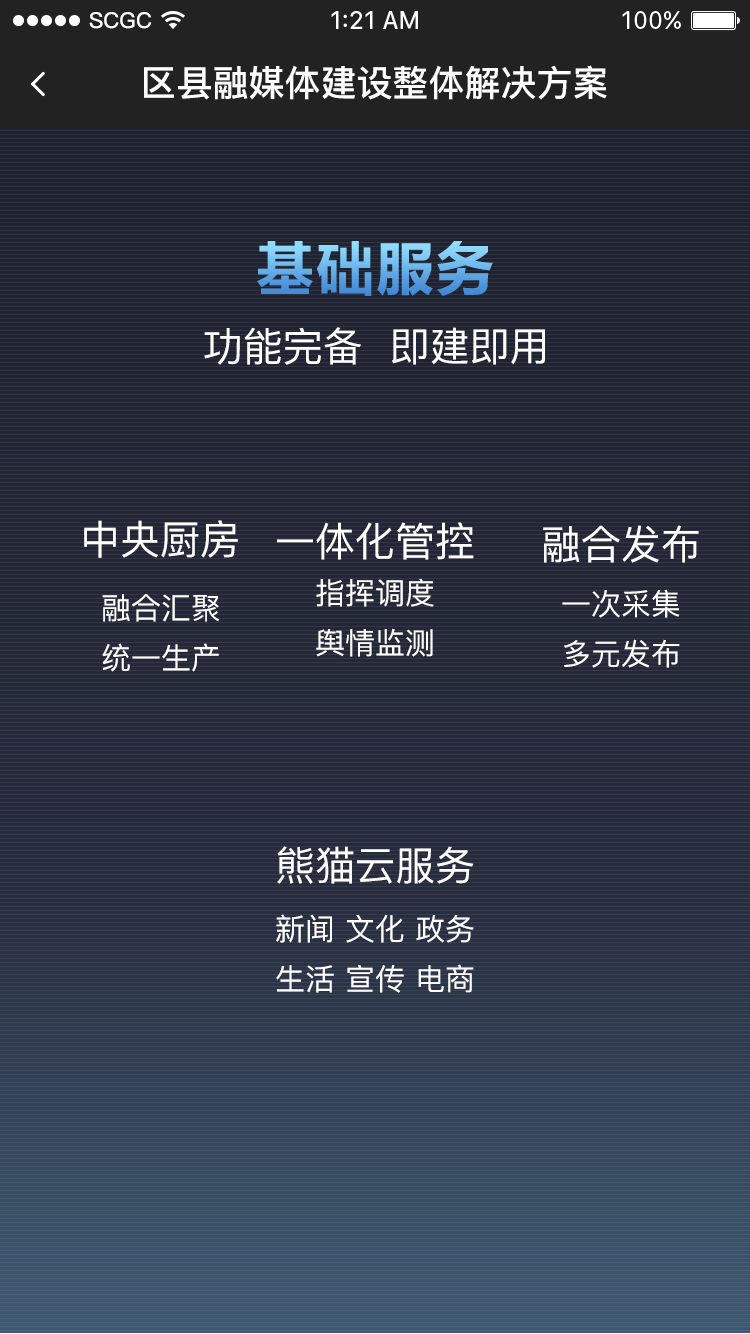 SCGC 1:21 AM 100%
区县融媒体建设整体解决方案
基础服务
功能完备 即建即用
中央厨房
融合汇聚
统一生产
一体化管控
指挥调度
舆情监测
融合发布
一次采集
多元发布
熊猫云服务
新闻 文化 政务
生活 宣传 电商